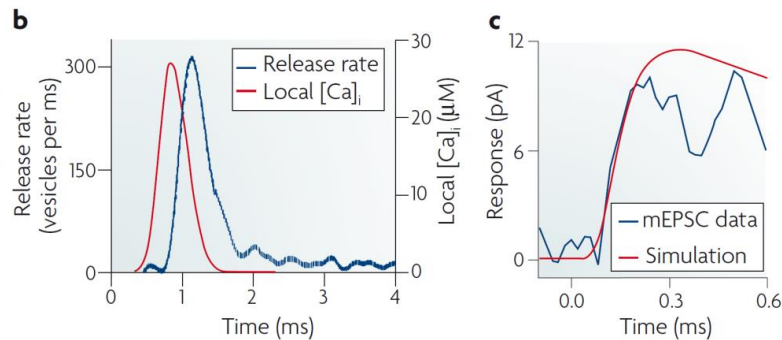 b
Release rate
(vesicles per ms)
300
150
0
0
1
2
3
4
Time (ms)
Release rate
Local [Ca]i
30
20
10
0
Local [Ca]i (µM)
c
Response (pA)
12
6
0
0.0
0.3
0.6
Time (ms)
mEPSC data
Simulation